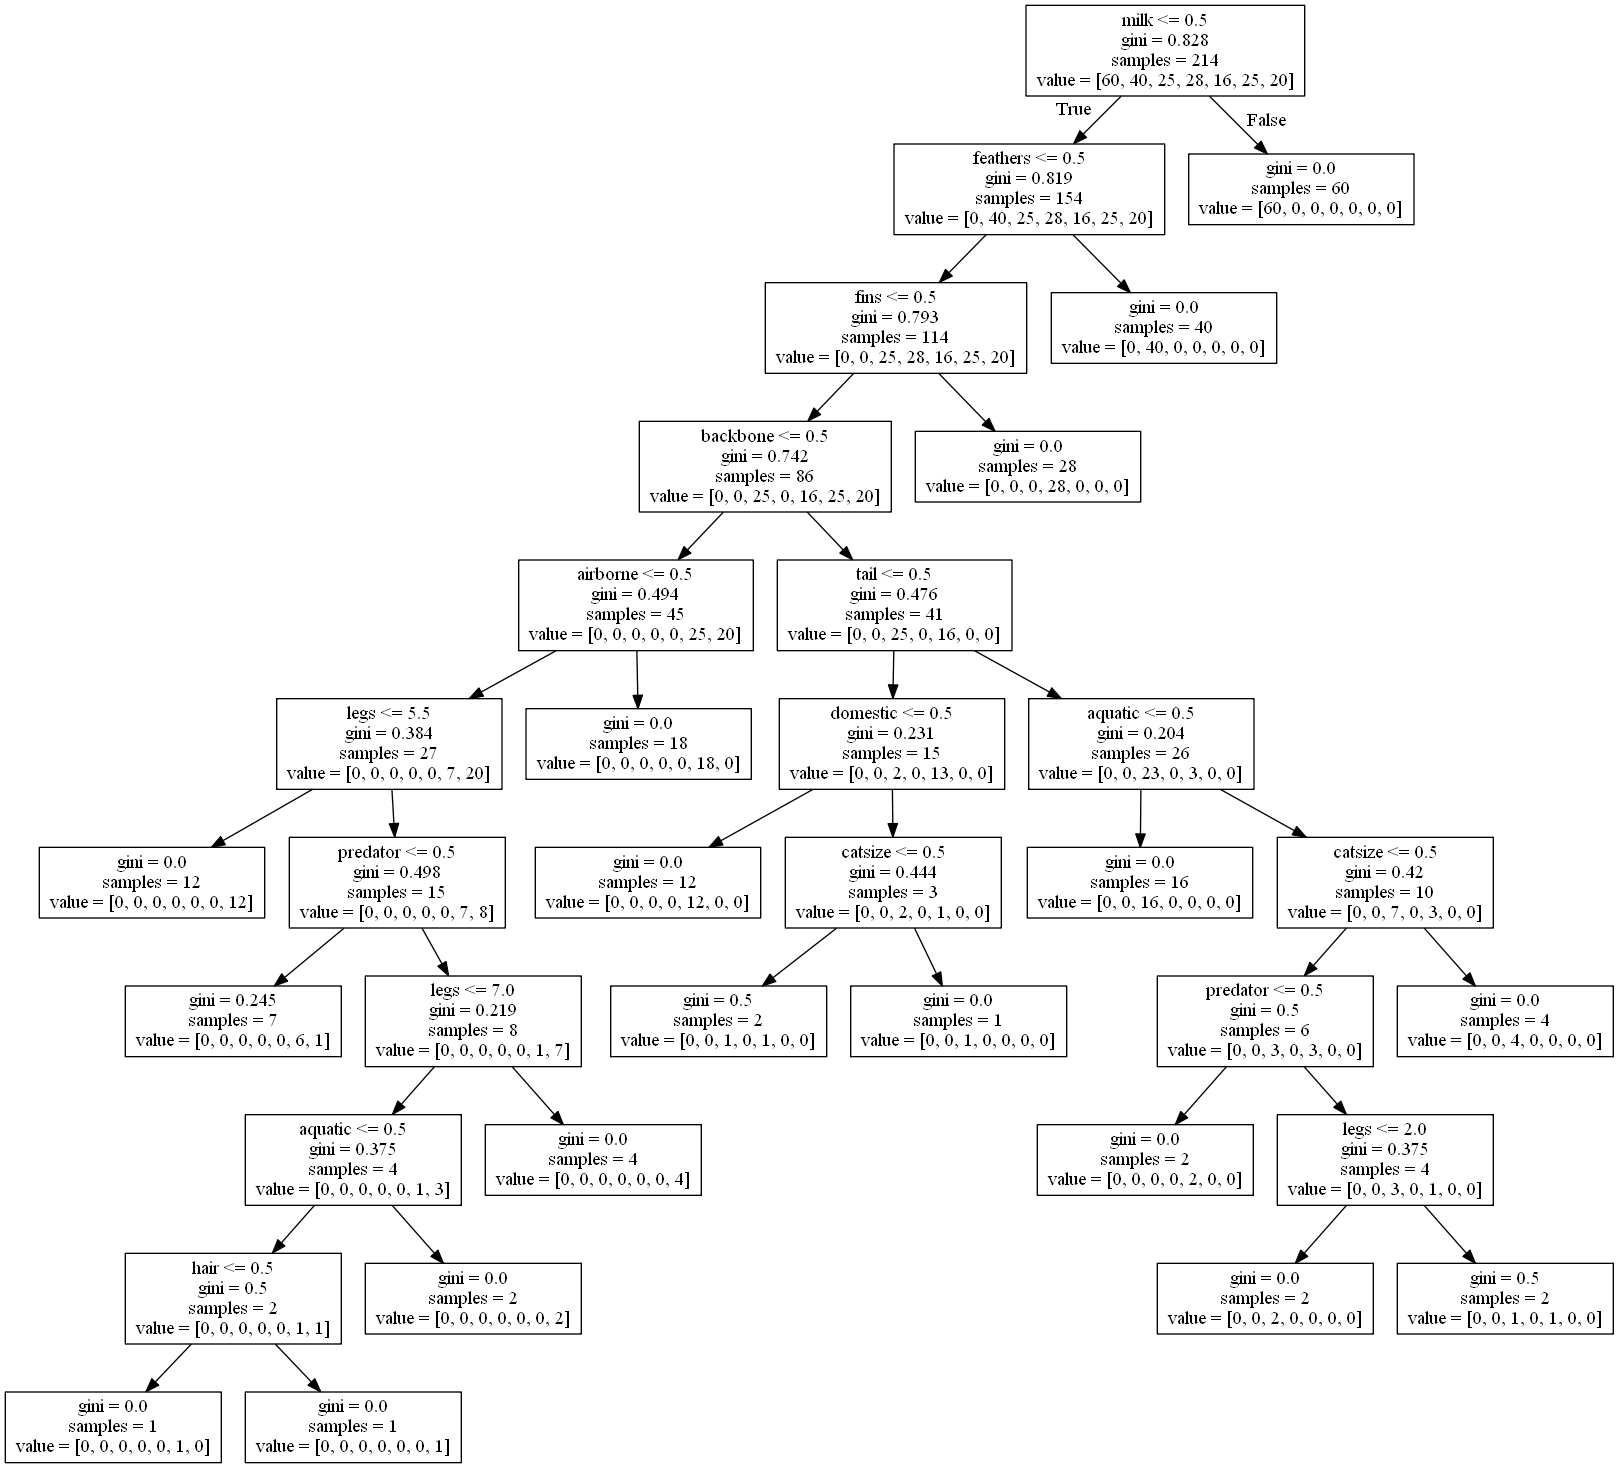 milk <= 0.5
gini = 0.828
samples = 214
value = [60, 40, 25, 28, 16, 25, 20]
True
False
feathers <= 0.5
gini = 0.819
samples = 154
value = [0, 40, 25, 28, 16, 25, 20]
gini = 0.0
samples = 60
value = [60, 0, 0, 0, 0, 0, 0]
fins <= 0.5
gini = 0.793
samples = 114
value = [0, 0, 25, 28, 16, 25, 20]
gini = 0.0
samples = 40
value = [0, 40, 0, 0, 0, 0, 0]
backbone <= 0.5
gini = 0.742
samples = 86
value = [0, 0, 25, 0, 16, 25, 20]
gini = 0.0
samples = 28
value = [0, 0, 0, 28, 0, 0, 0]
airborne <= 0.5
gini = 0.494
samples = 45
value = [0, 0, 0, 0, 0, 25, 20]
tail <= 0.5
gini = 0.476
samples = 41
value = [0, 0, 25, 0, 16, 0, 0]
legs <= 5.5
gini = 0.384
samples = 27
value = [0, 0, 0, 0, 0, 7, 20]
gini = 0.0
samples = 18
value = [0, 0, 0, 0, 0, 18, 0]
domestic <= 0.5
gini = 0.231
samples = 15
value = [0, 0, 2, 0, 13, 0, 0]
aquatic <= 0.5
gini = 0.204
samples = 26
value = [0, 0, 23, 0, 3, 0, 0]
gini = 0.0
samples = 12
value = [0, 0, 0, 0, 0, 0, 12]
predator <= 0.5
gini = 0.498
samples = 15
value = [0, 0, 0, 0, 0, 7, 8]
gini = 0.0
samples = 12
value = [0, 0, 0, 0, 12, 0, 0]
catsize <= 0.5
gini = 0.444
samples = 3
value = [0, 0, 2, 0, 1, 0, 0]
gini = 0.0
samples = 16
value = [0, 0, 16, 0, 0, 0, 0]
catsize <= 0.5
gini = 0.42
samples = 10
value = [0, 0, 7, 0, 3, 0, 0]
gini = 0.245
samples = 7
value = [0, 0, 0, 0, 0, 6, 1]
legs <= 7.0
gini = 0.219
samples = 8
value = [0, 0, 0, 0, 0, 1, 7]
gini = 0.5
samples = 2
value = [0, 0, 1, 0, 1, 0, 0]
gini = 0.0
samples = 1
value = [0, 0, 1, 0, 0, 0, 0]
predator <= 0.5
gini = 0.5
samples = 6
value = [0, 0, 3, 0, 3, 0, 0]
gini = 0.0
samples = 4
value = [0, 0, 4, 0, 0, 0, 0]
aquatic <= 0.5
gini = 0.375
samples = 4
value = [0, 0, 0, 0, 0, 1, 3]
gini = 0.0
samples = 4
value = [0, 0, 0, 0, 0, 0, 4]
gini = 0.0
samples = 2
value = [0, 0, 0, 0, 2, 0, 0]
legs <= 2.0
gini = 0.375
samples = 4
value = [0, 0, 3, 0, 1, 0, 0]
hair <= 0.5
gini = 0.5
samples = 2
value = [0, 0, 0, 0, 0, 1, 1]
gini = 0.0
samples = 2
value = [0, 0, 0, 0, 0, 0, 2]
gini = 0.0
samples = 2
value = [0, 0, 2, 0, 0, 0, 0]
gini = 0.5
samples = 2
value = [0, 0, 1, 0, 1, 0, 0]
gini = 0.0
samples = 1
value = [0, 0, 0, 0, 0, 1, 0]
gini = 0.0
samples = 1
value = [0, 0, 0, 0, 0, 0, 1]